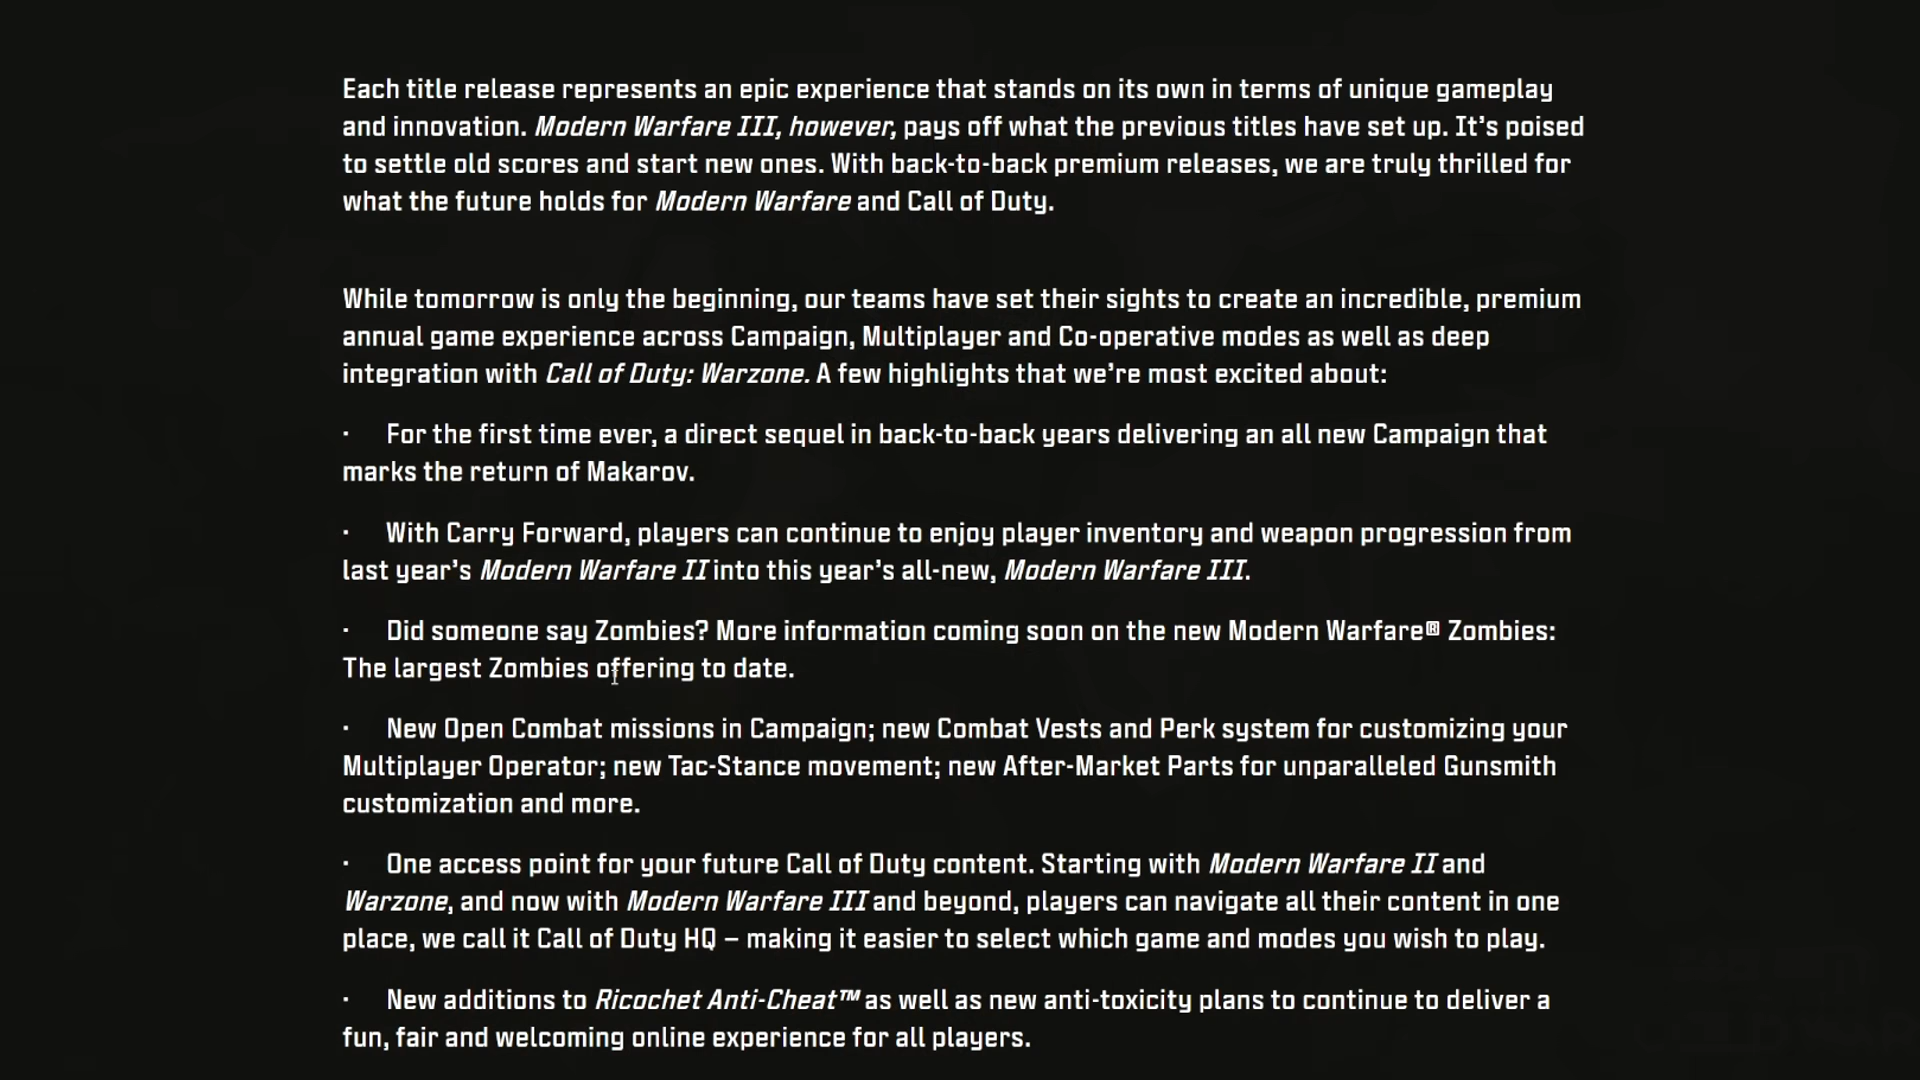 Each title release represents an epic experience that stands on its own in terms of unique gameplay
and innovation. Modern Warfare III, however, pays off what the previous titles have set up. It's poised
to settle old scores and start new ones. With back-to-back premium releases, we are truly thrilled for
what the future holds for Modern Warfare and Call of Duty.
While tomorrow is only the beginning, our teams have set their sights to create an incredible, premium
annual game experience across Campaign, Multiplayer and Co-operative modes as well as deep
integration with Call of Duty: Warzone. A few highlights that we're most excited about:
· For the first time ever, a direct sequel in back-to-back years delivering an all new Campaign that
marks the return of Makarov.
· With Carry Forward, players can continue to enjoy player inventory and weapon progression from
last year's Modern Warfare II into this year's all-new, Modern Warfare III.
· Did someone say Zombies? More information coming soon on the new Modern Warfare® Zombies:
The largest Zombies offering to date.
· New Open Combat missions in Campaign; new Combat Vests and Perk system for customizing your
Multiplayer Operator; new Tac-Stance movement; new After-Market Parts for unparalleled Gunsmith
customization and more.
· One access point for your future Call of Duty content. Starting with Modern Warfare II and
Warzone, and now with Modern Warfare III and beyond, players can navigate all their content in one
place, we call it Call of Duty HQ – making it easier to select which game and modes you wish to play.
· New additions to Ricochet Anti-Cheat™ as well as new anti-toxicity plans to continue to deliver a
fun, fair and welcoming online experience for all players.